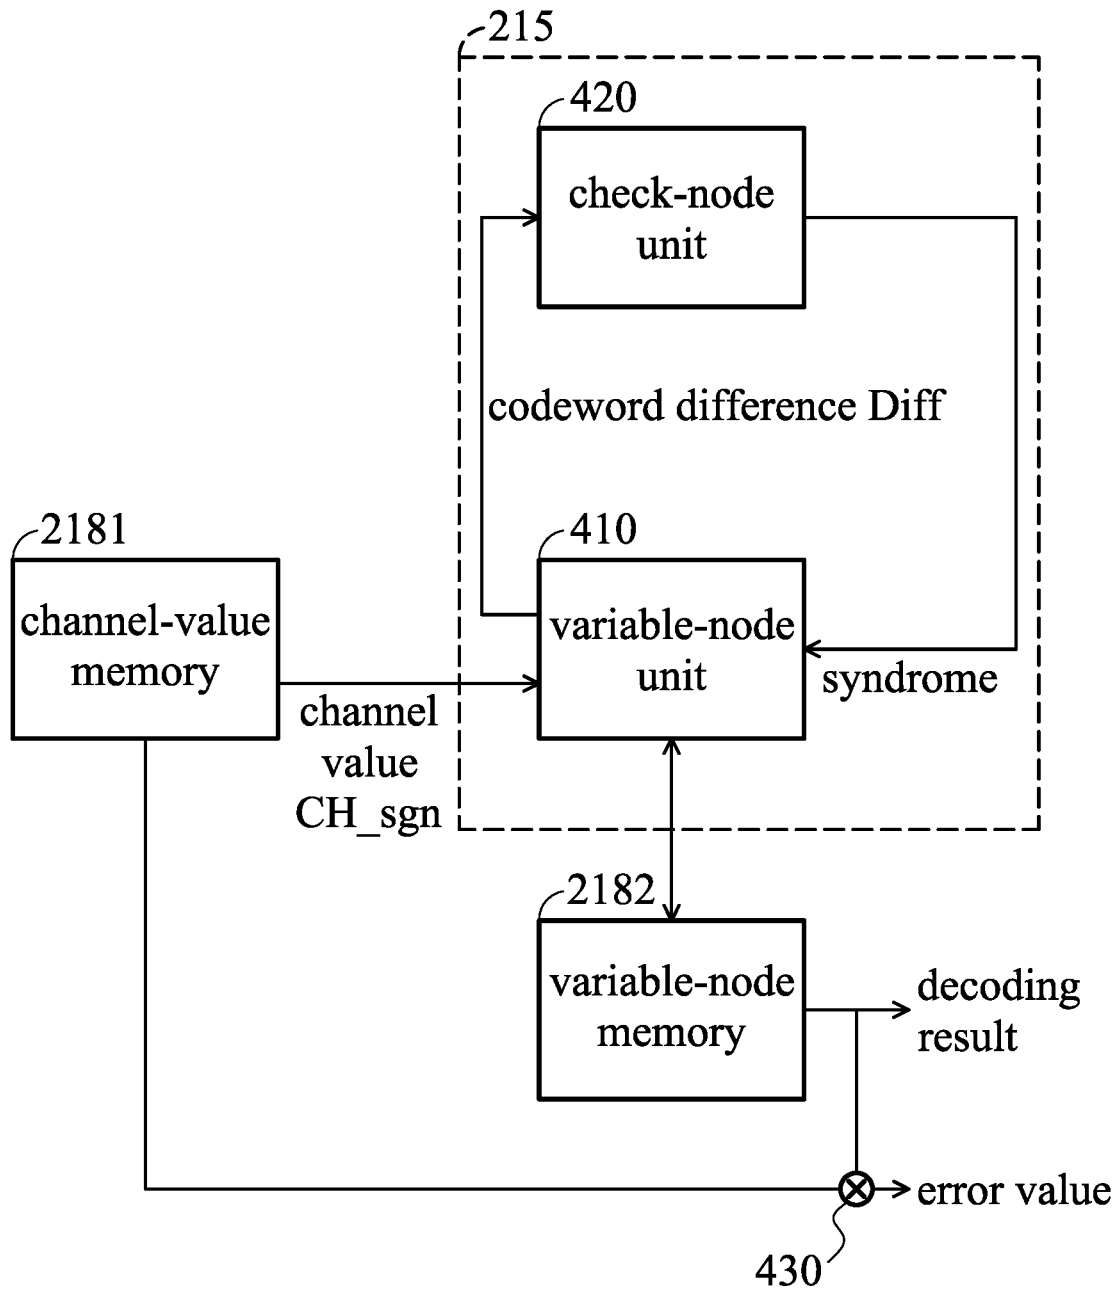 215
420
check-node
unit
codeword difference Diff
2181
channel-value
memory
410
variable-node
unit
syndrome
channel
value
CH_sgn
2182
variable-node
memory
decoding
result
error value
430